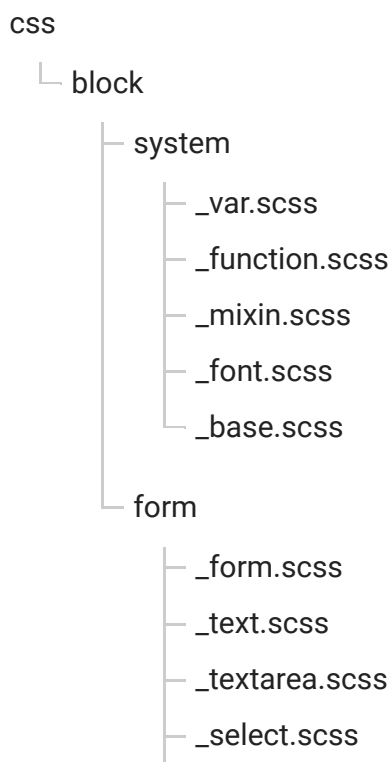 css
block
system
_var.scss
_function.scss
_mixin.scss
_font.scss
_base.scss
form
_form.scss
_text.scss
_textarea.scss
_select.scss